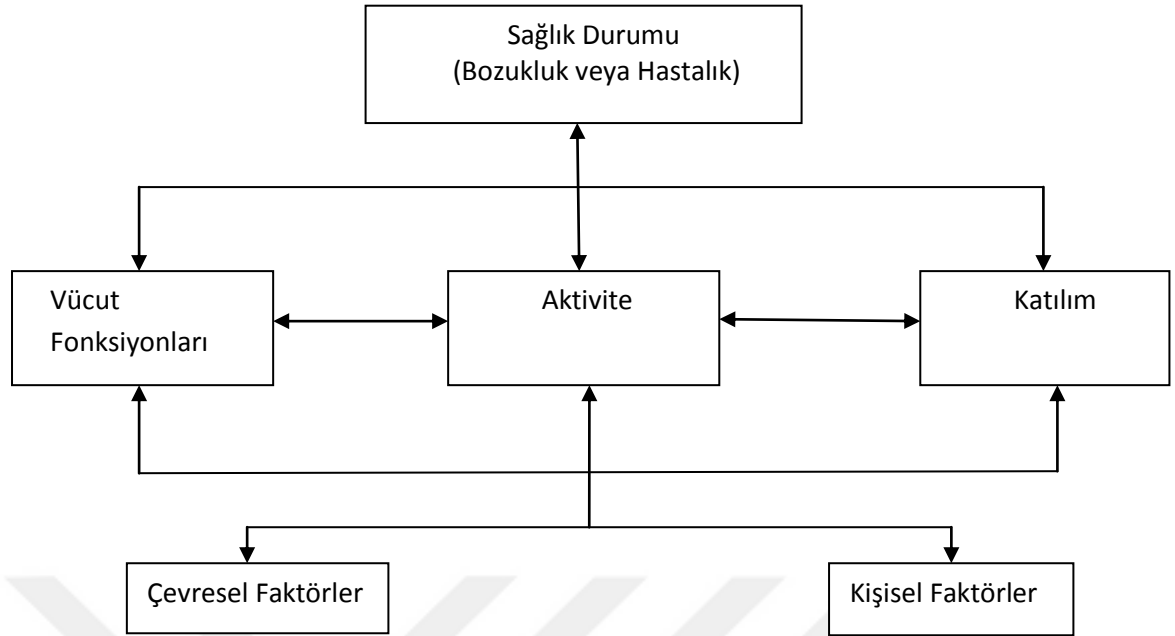 Sağlık Durumu
(Bozukluk veya Hastalık)
Vücut
Fonksiyonları
Aktivite
Katılım
Çevresel Faktörler
Kişisel Faktörler